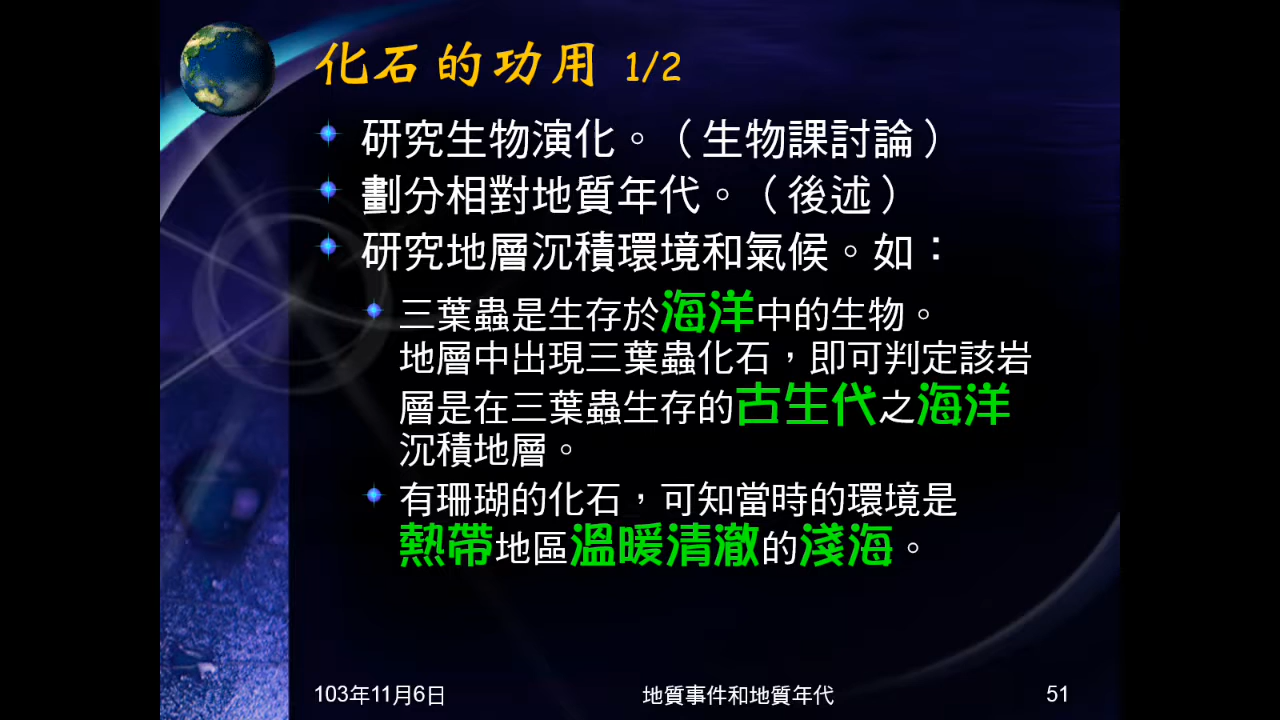 化石的功用 1/2
研究生物演化。（生物課討論）
劃分相對地質年代。（後述）
研究地層沉積環境和氣候。如：
三葉蟲是生存於海洋中的生物。
地層中出現三葉蟲化石，即可判定該岩
層是在三葉蟲生存的古生代之海洋
沉積地層。
有珊瑚的化石，可知當時的環境是
熱帶地區溫暖清澈的淺海。
103年11月6日
地質事件和地質年代
51